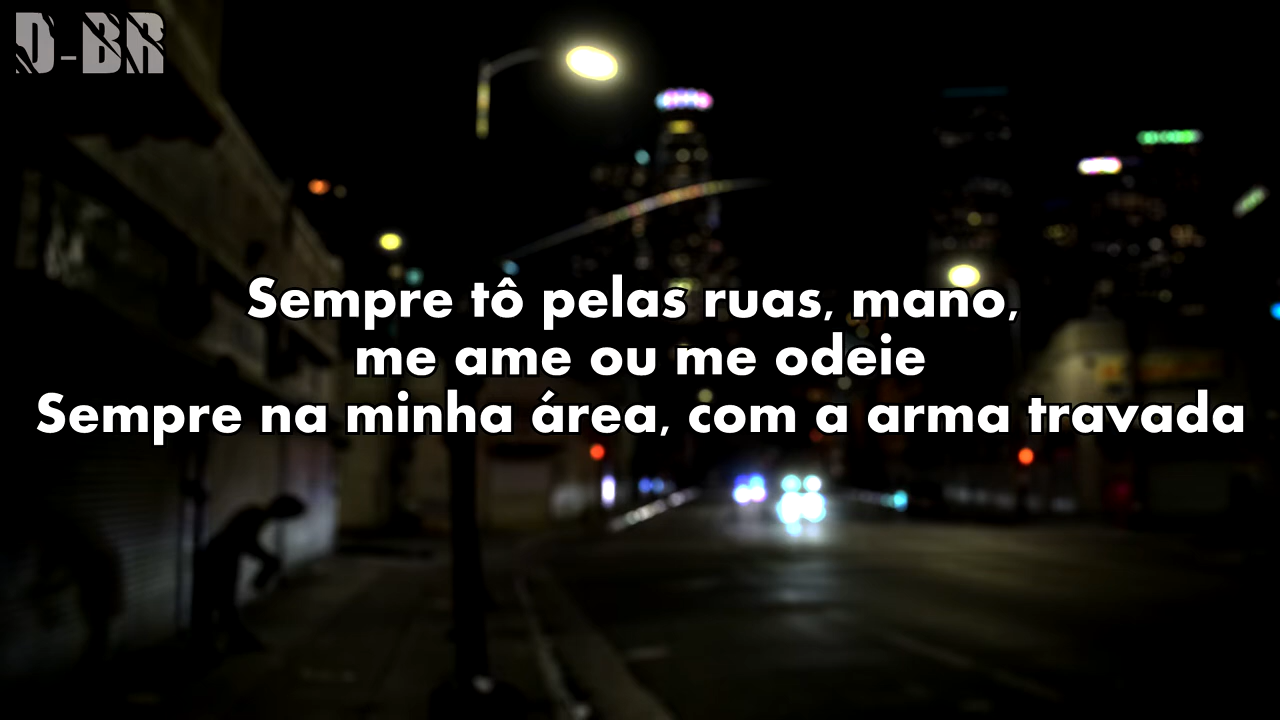 D-BR
Sempre tô pelas ruas, mano,
me ame ou me odeie
Sempre na minha área, com a arma travada